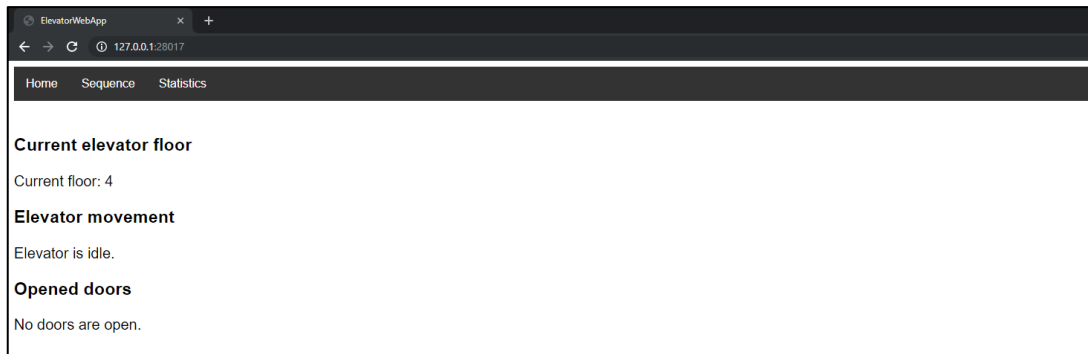 ElevatorWebApp
127.0.0.1:28017
Home Sequence Statistics
Current elevator floor
Current floor: 4
Elevator movement
Elevator is idle.
Opened doors
No doors are open.